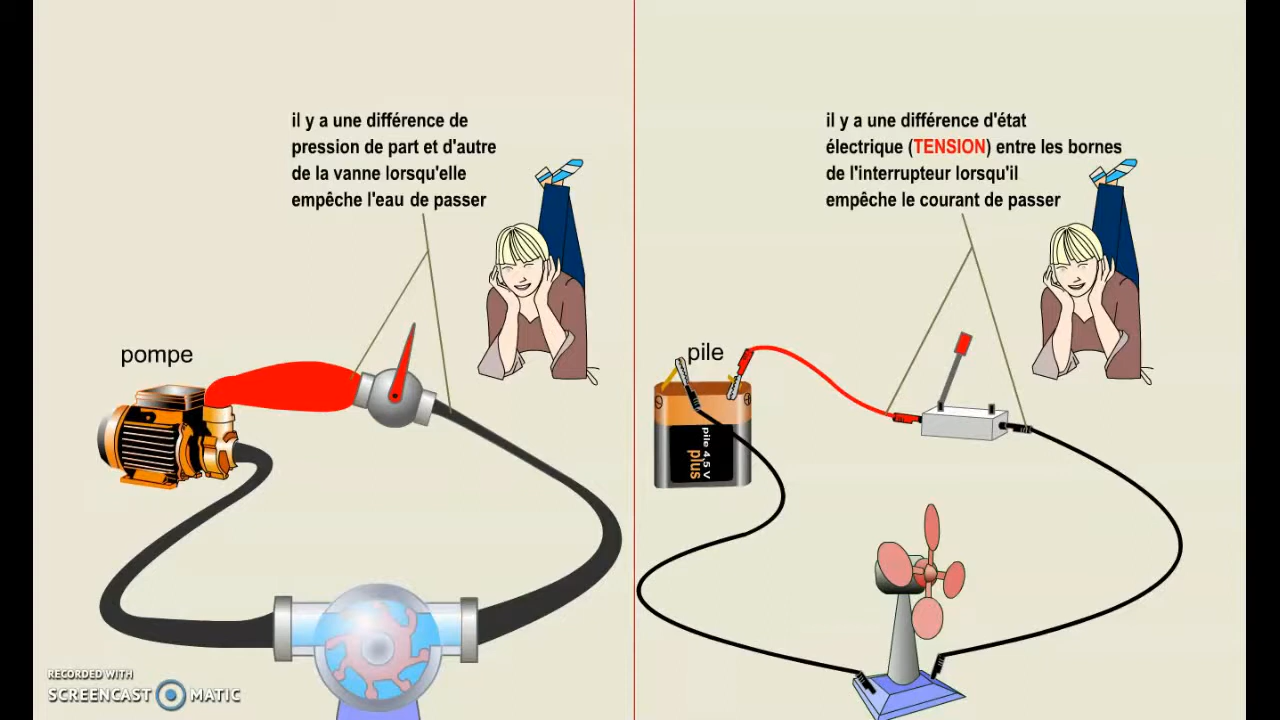 il y a une différence de
pression de part et d'autre
de la vanne lorsqu'elle
empêche l'eau de passer
pompe
il y a une différence d'état
électrique (TENSION) entre les bornes
de l'interrupteur lorsqu'il
empêche le courant de passer
pile
pile 4,5 V
plus
RECORDED WITH
SCREENCAST MATIC